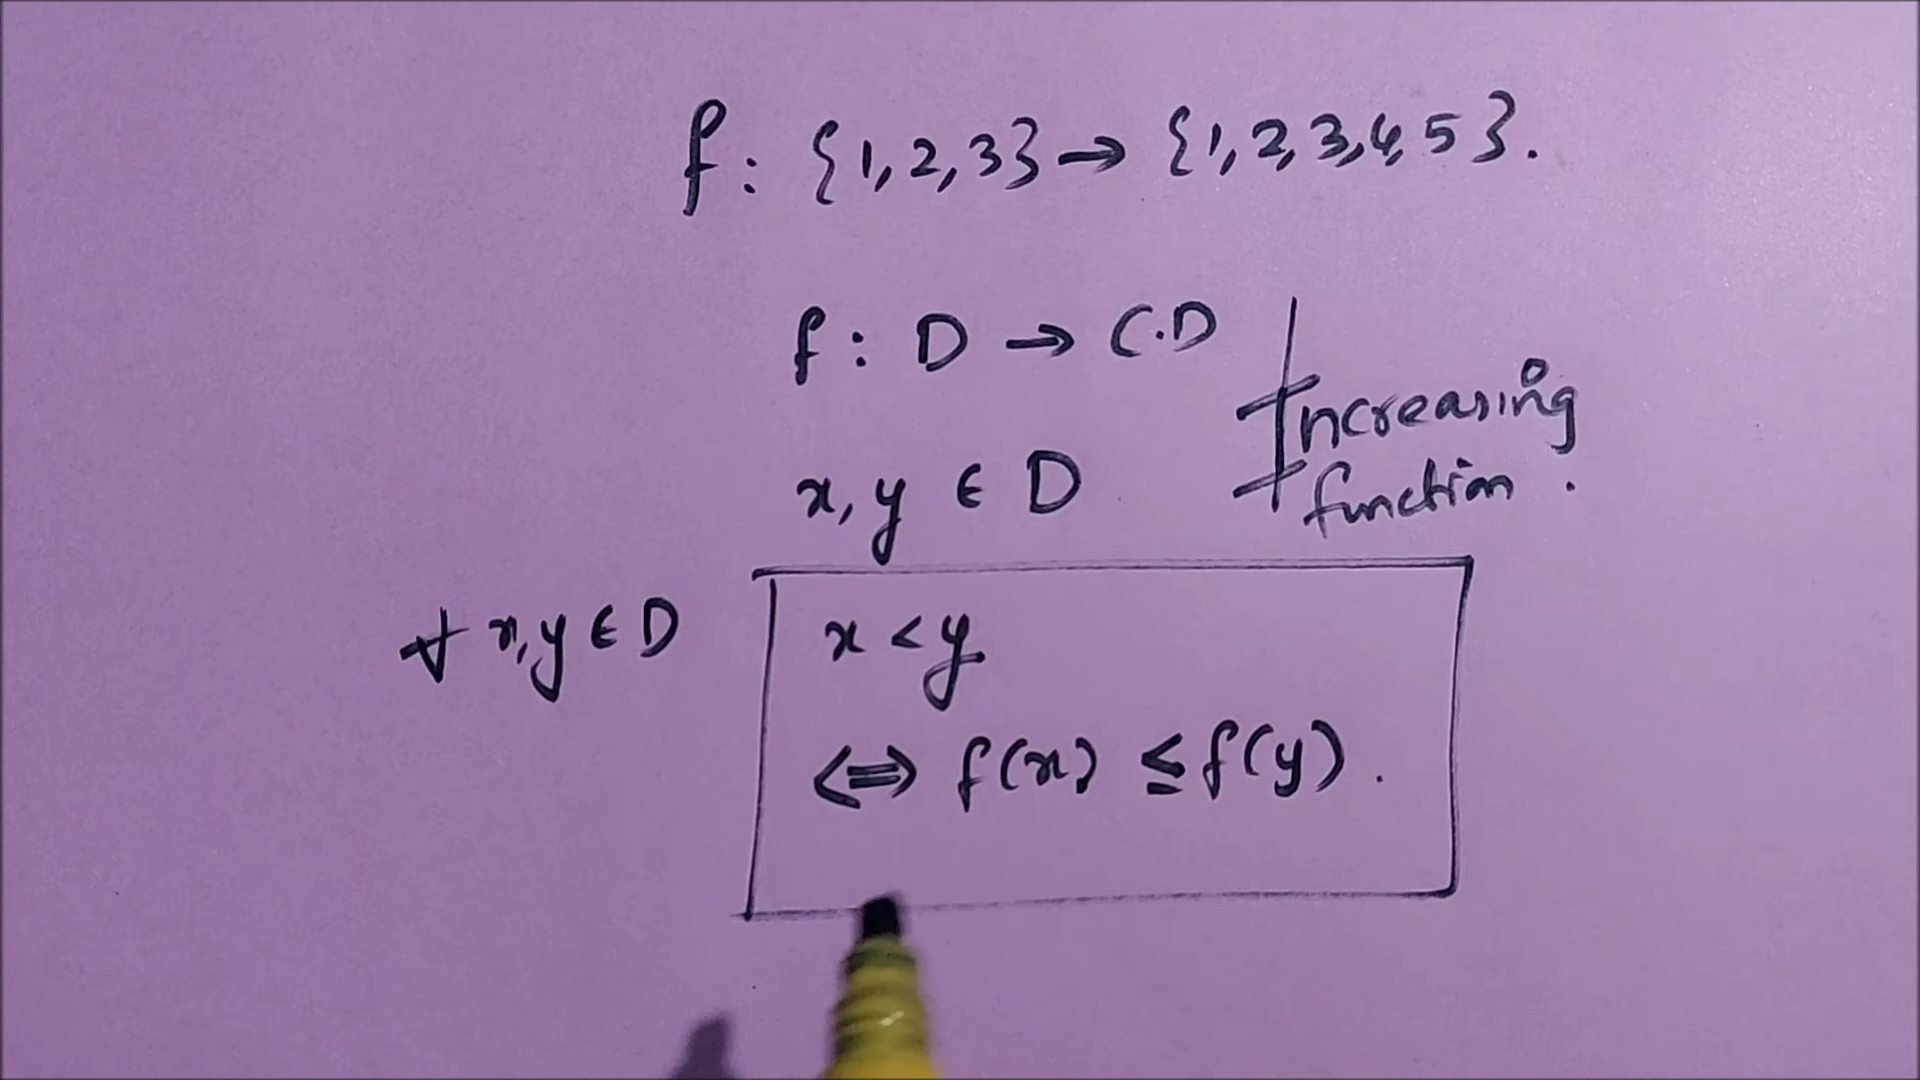 f: {1,2,3} → {1,2,3,4,5}.
f: D → C.D
Increasing
function.
x, y ∈ D
∀ x,y ∈ D
x < y
⟺ f(x) ≤ f(y).